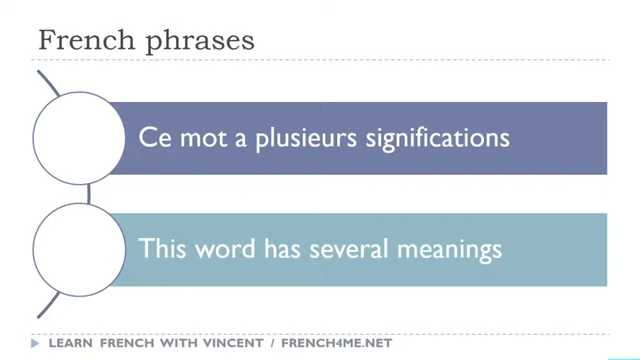 French phrases
Ce mot a plusieurs significations
This word has several meanings
LEARN FRENCH WITH VINCENT / FRENCH4ME.NET